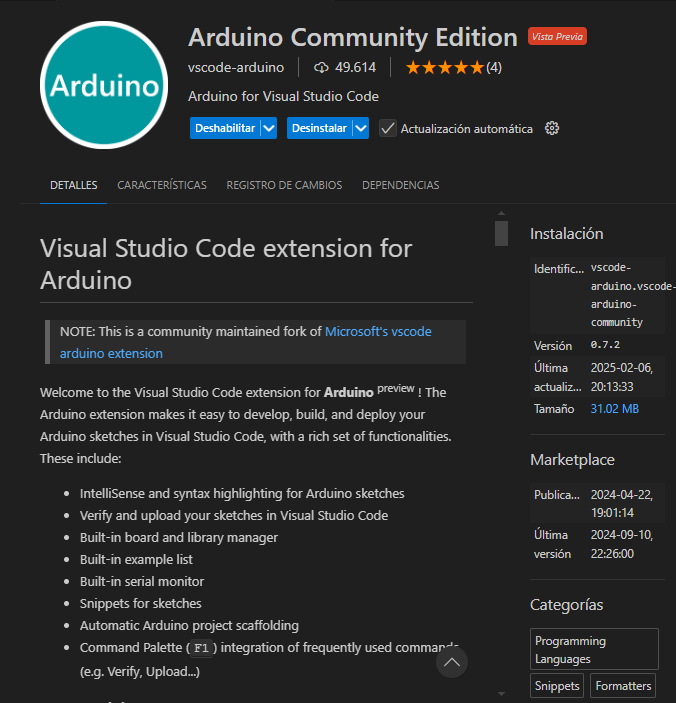 Arduino
Arduino Community Edition
Vista Previa
vscode-arduino
49.614
(4)
Arduino for Visual Studio Code
Deshabilitar
Desinstalar
Actualización automática
DETALLES
CARACTERÍSTICAS
REGISTRO DE CAMBIOS
DEPENDENCIAS
Visual Studio Code extension for
Arduino
NOTE: This is a community maintained fork of Microsoft's vscode
arduino extension
Welcome to the Visual Studio Code extension for Arduino preview ! The
Arduino extension makes it easy to develop, build, and deploy your
Arduino sketches in Visual Studio Code, with a rich set of functionalities.
These include:
• IntelliSense and syntax highlighting for Arduino sketches
• Verify and upload your sketches in Visual Studio Code
• Built-in board and library manager
• Built-in example list
• Built-in serial monitor
• Snippets for sketches
• Automatic Arduino project scaffolding
• Command Palette (F1) integration of frequently used commands
(e.g. Verify, Upload...)
Instalación
Identific...
vscode-
arduino.vscode-
arduino-
community
Versión
0.7.2
Última
actualiz...
2025-02-06,
20:13:33
Tamaño
31.02 MB
Marketplace
Publica...
2024-04-22,
19:01:14
Última
versión
2024-09-10,
22:26:00
Categorías
Programming
Languages
Snippets
Formatters